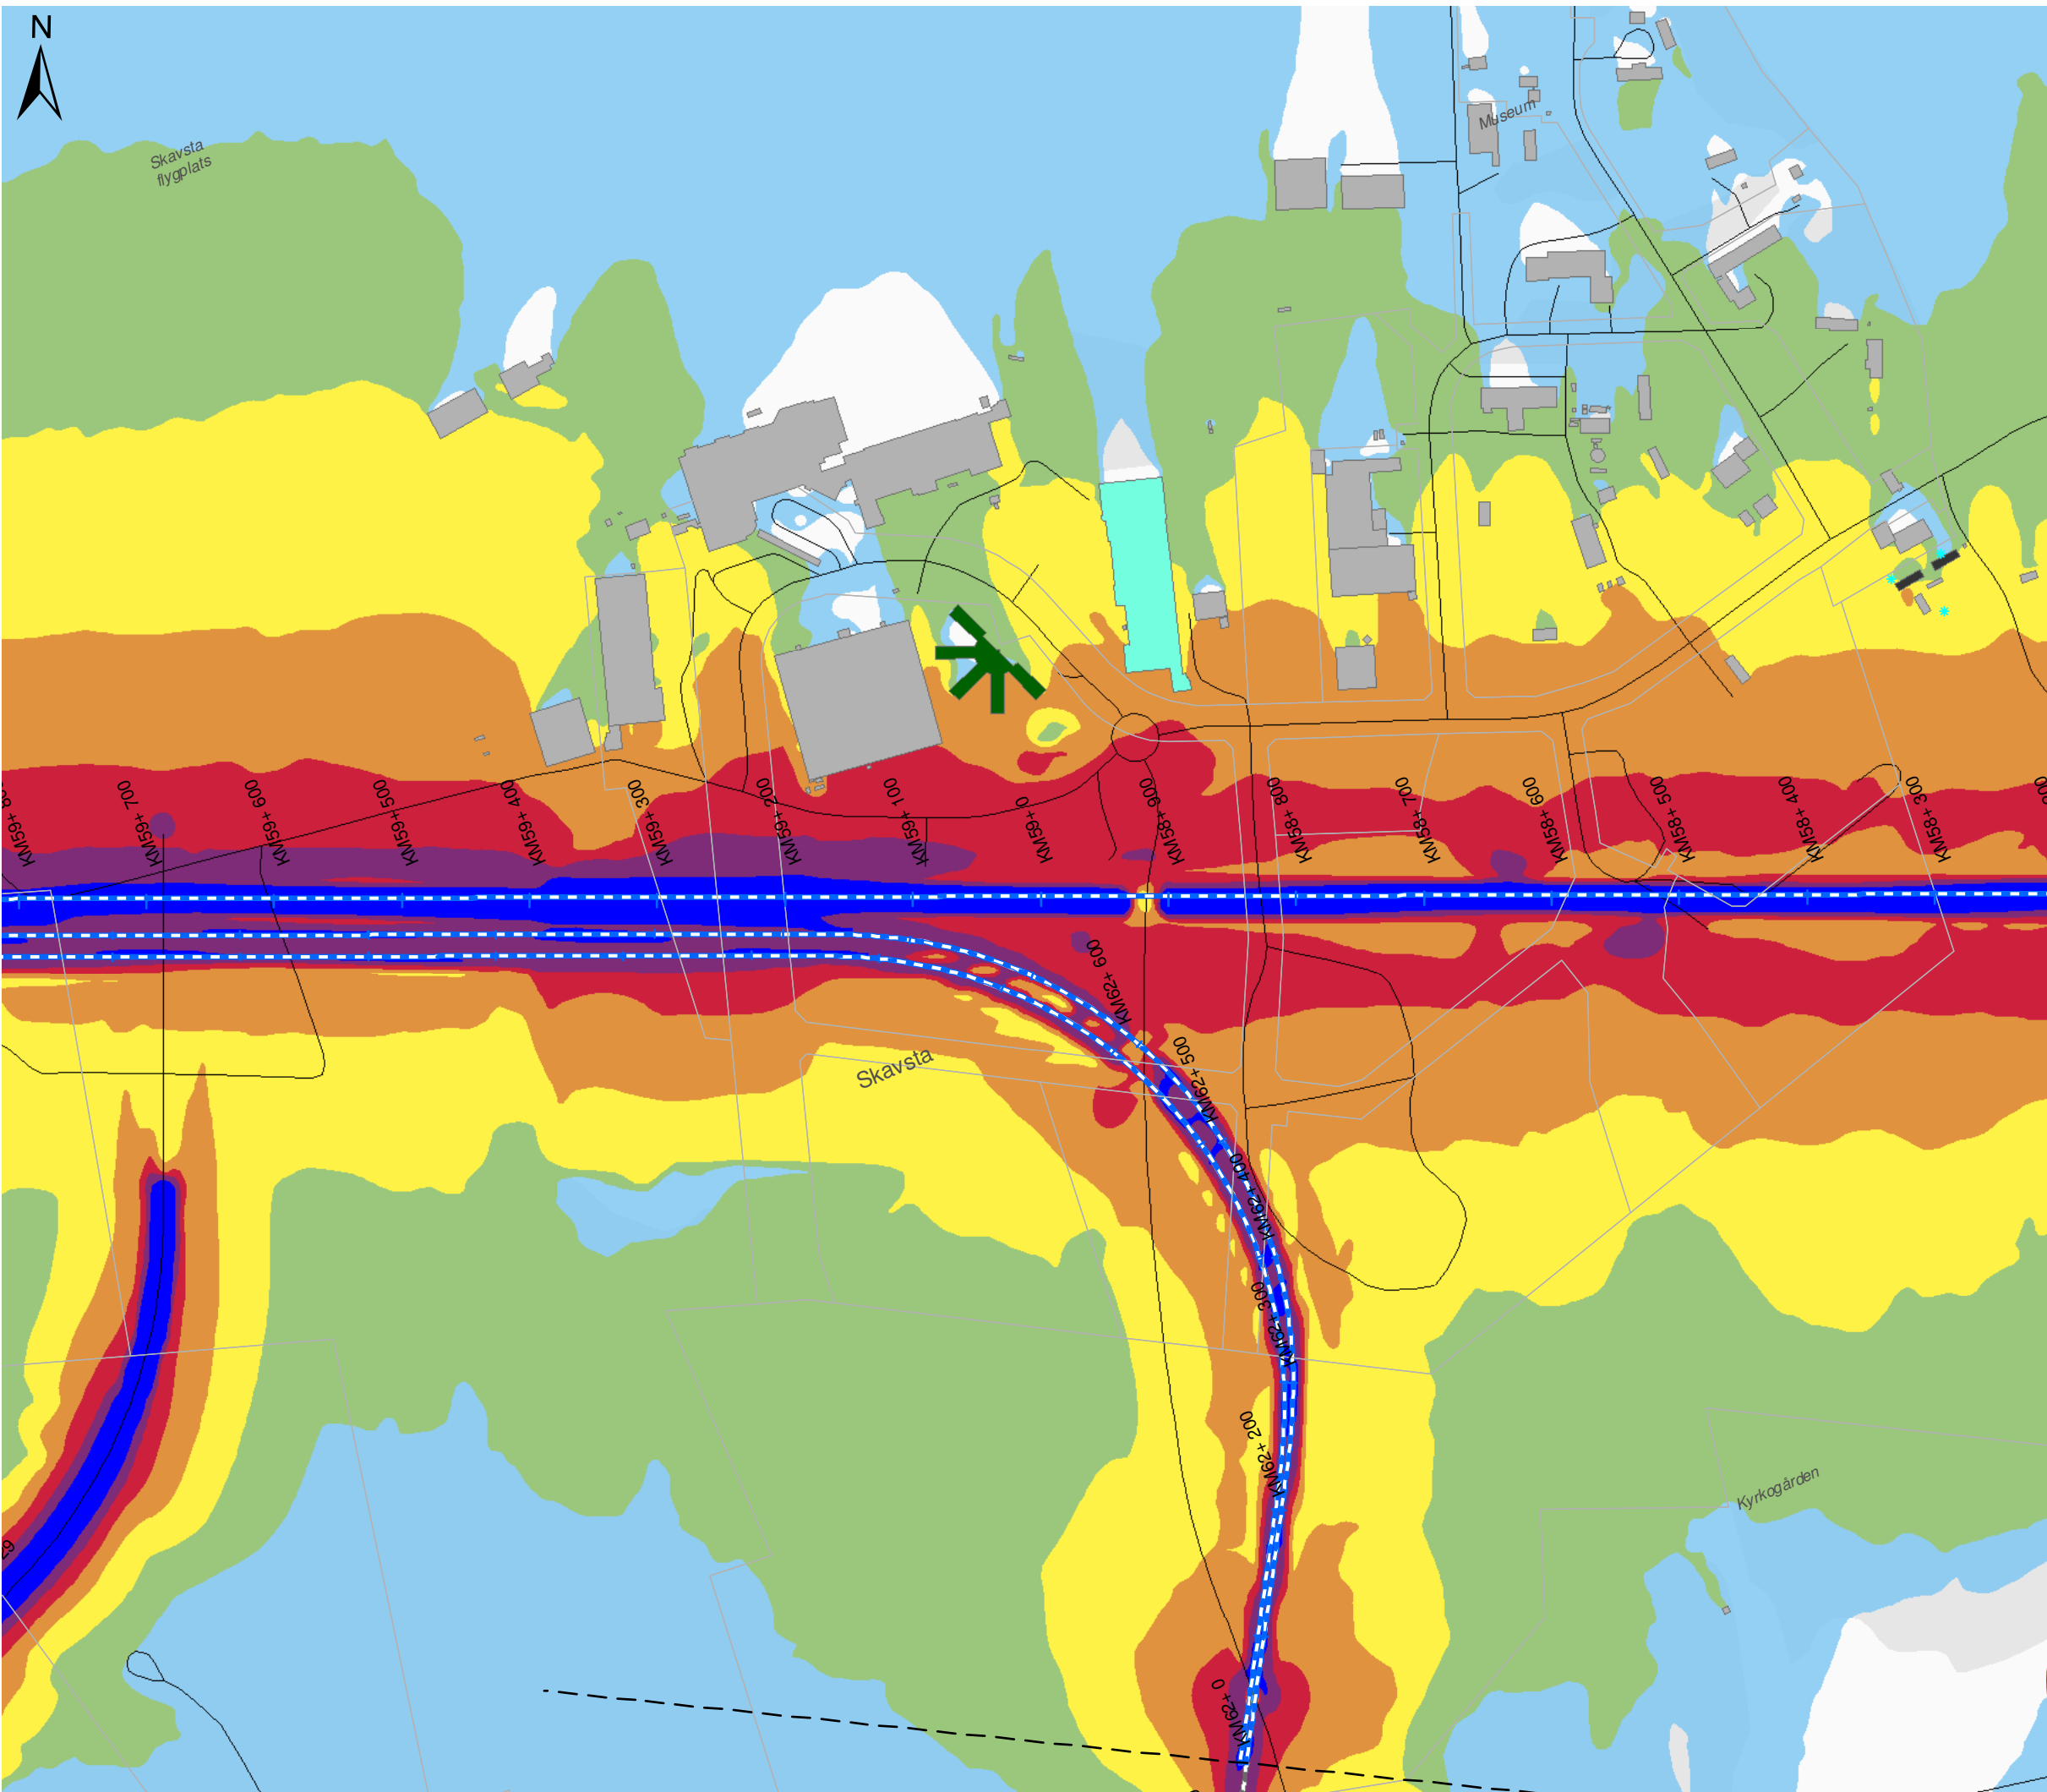 N
Skavsta
flygplats
Museum
KM59+ 700
KM59+ 600
KM59+ 500
KM59+ 400
KM59+ 300
KM59+ 200
KM59+ 100
KM59+ 0
KM58+ 900
KM58+ 800
KM58+ 700
KM58+ 600
KM58+ 500
KM58+ 400
KM58+ 300
KM62+ 600
KM62+ 500
Skavsta
KM62+ 400
KM62+ 300
KM62+ 200
Kyrkogården
KM62+ 0